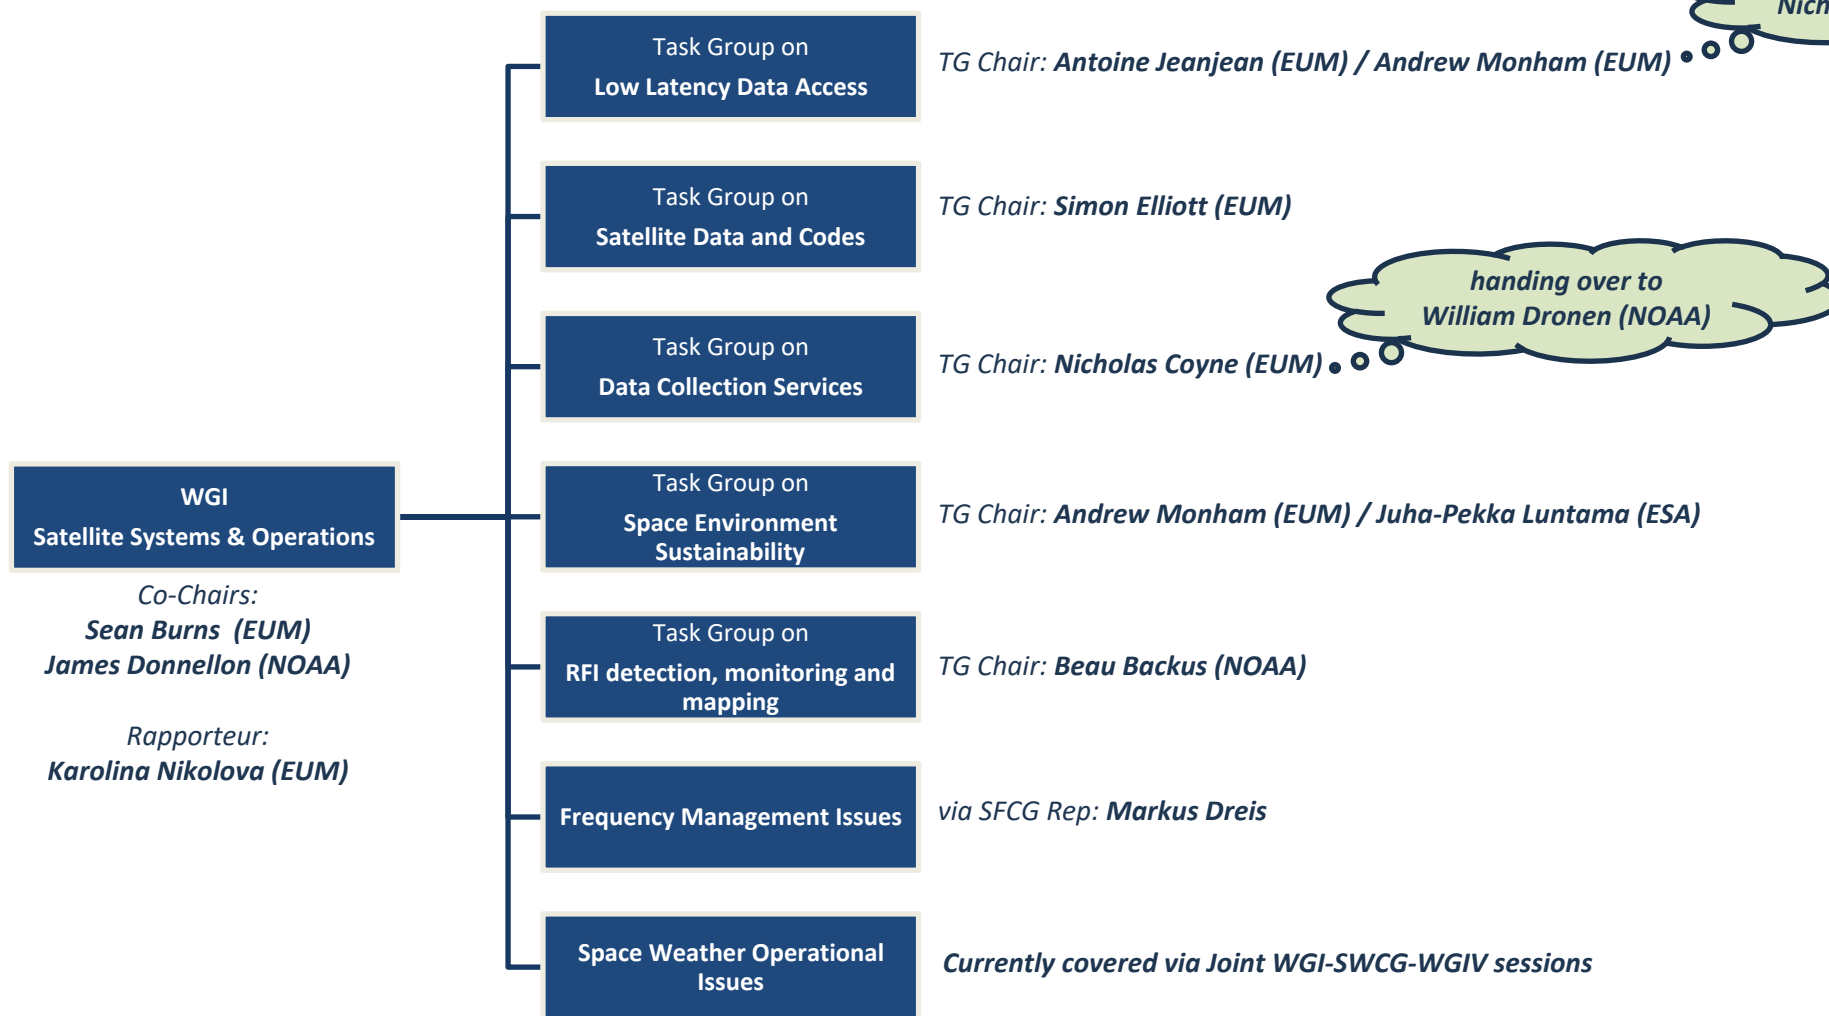 Task Group on
Low Latency Data Access
TG Chair: Antoine Jeanjean (EUM) / Andrew Monham (EUM)
Task Group on
Satellite Data and Codes
TG Chair: Simon Elliott (EUM)
handing over to
William Dronen (NOAA)
Task Group on
Data Collection Services
TG Chair: Nicholas Coyne (EUM)
WGI
Satellite Systems & Operations
Co-Chairs:
Sean Burns (EUM)
James Donnellon (NOAA)
Rapporteur:
Karolina Nikolova (EUM)
Task Group on
Space Environment
Sustainability
TG Chair: Andrew Monham (EUM) / Juha-Pekka Luntama (ESA)
Task Group on
RFI detection, monitoring and
mapping
TG Chair: Beau Backus (NOAA)
Frequency Management Issues
via SFCG Rep: Markus Dreis
Space Weather Operational
Issues
Currently covered via Joint WGI-SWCG-WGIV sessions